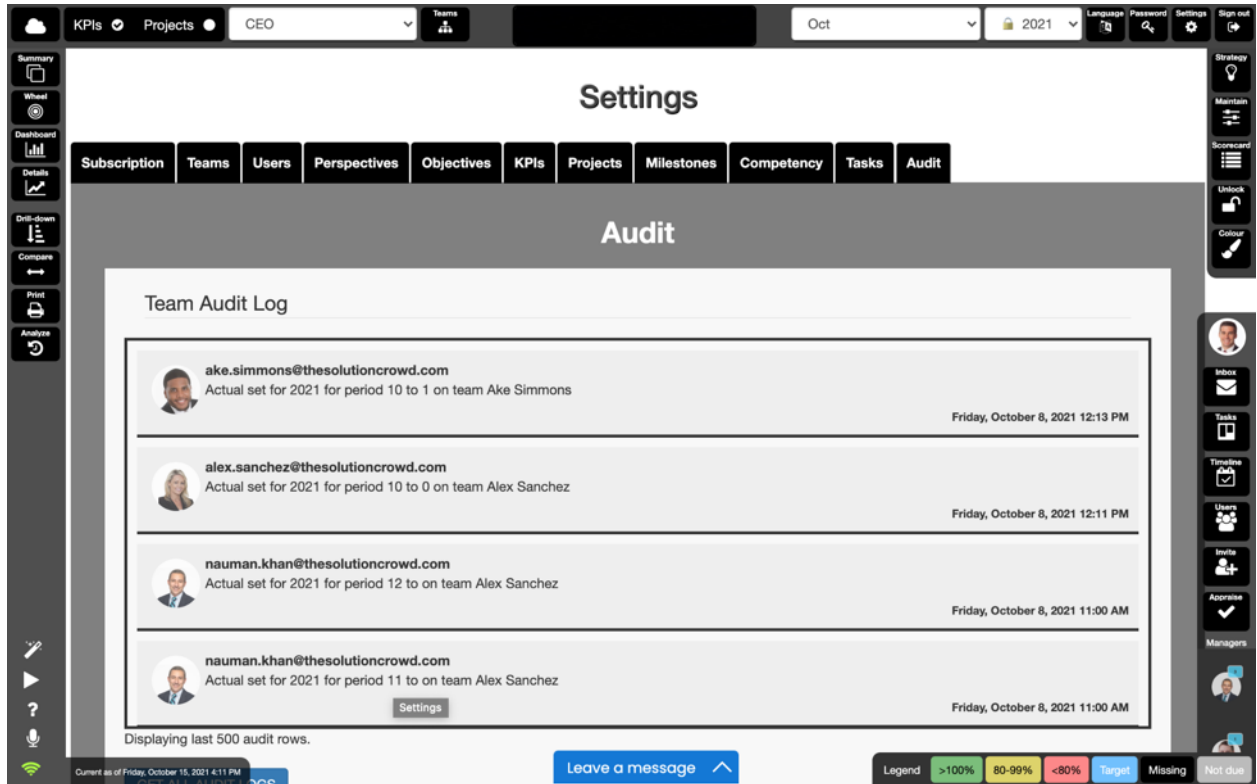 KPIs Projects CEO Teams Oct 2021 Language Password Settings Sign out
Summary
Wheel
Dashboard
Details
Drill-down
Compare
Print
Analyze
Settings
Subscription Teams Users Perspectives Objectives KPIs Projects Milestones Competency Tasks Audit
Audit
Team Audit Log
ake.simmons@thesolutioncrowd.com
Actual set for 2021 for period 10 to 1 on team Ake Simmons
Friday, October 8, 2021 12:13 PM
alex.sanchez@thesolutioncrowd.com
Actual set for 2021 for period 10 to 0 on team Alex Sanchez
Friday, October 8, 2021 12:11 PM
nauman.khan@thesolutioncrowd.com
Actual set for 2021 for period 12 to on team Alex Sanchez
Friday, October 8, 2021 11:00 AM
nauman.khan@thesolutioncrowd.com
Actual set for 2021 for period 11 to on team Alex Sanchez
Settings
Friday, October 8, 2021 11:00 AM
Displaying last 500 audit rows.
GET ALL AUDIT LOGS
Strategy
Maintain
Scorecard
Unlock
Colour
Inbox
Tasks
Timeline
Users
Invite
Appraise
Managers
?
Current as of Friday, October 15, 2021 4:11 PM
Leave a message
Legend >100% 80-99% <80% Target Missing Not due